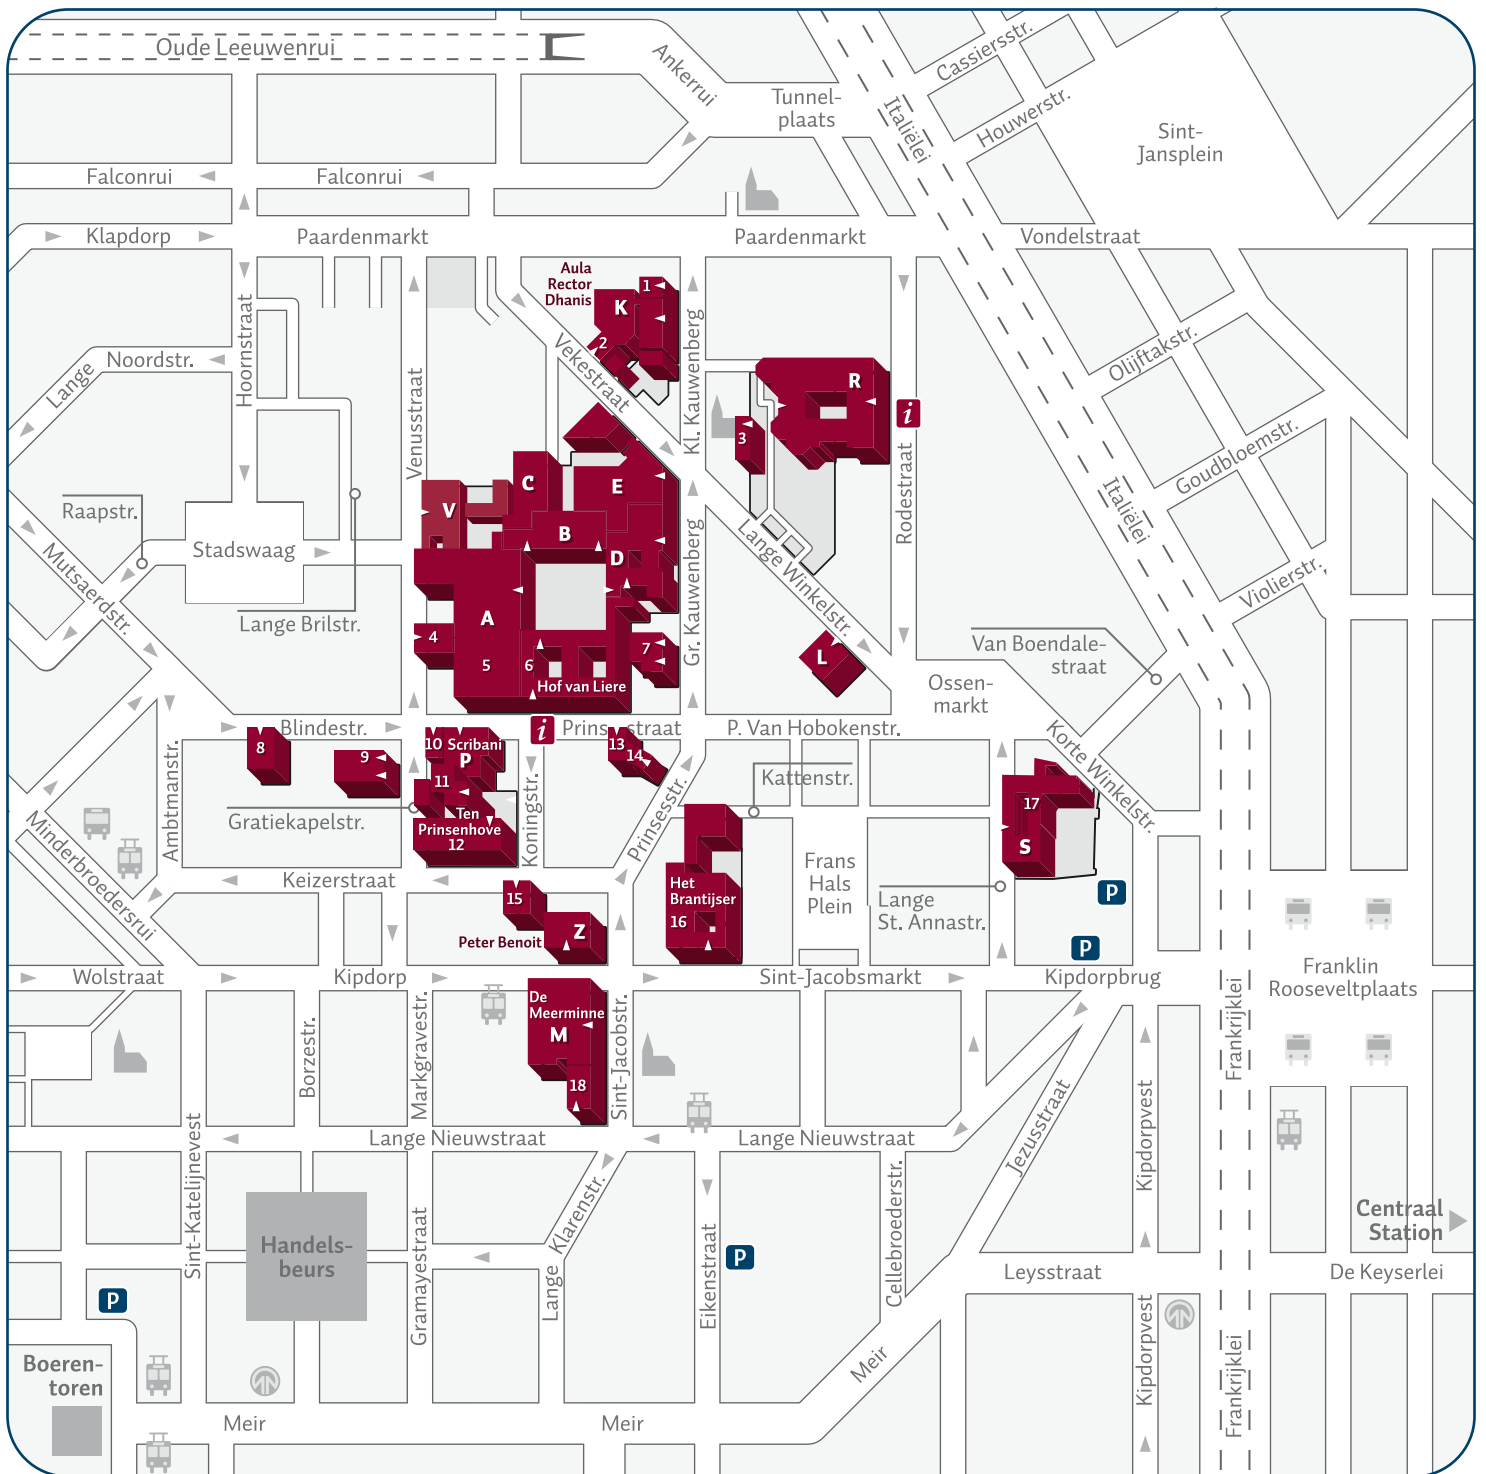 Oude Leeuwenrui
Ankerrui
Tunnel-
plaats
Italiëlei
Cassiersstr.
Houwerstr.
Sint-
Jansplein
Falconrui
Falconrui
Klapdorp
Paardenmarkt
Paardenmarkt
Vondelstraat
Aula
Rector
Dhanis
1
K
2
Hoornstraat
Noordstr.
Lange
Venusstraat
Vekestraat
Kl. Kauwenberg
R
i
3
Rodestraat
Olijftakstr.
Goudbloemstr.
Italiëlei
Violierstr.
Raapstr.
Stadswaag
Mutsaerdstr.
Lange Brilstr.
V
C
E
B
D
A
4
5
6
7
Hof van Liere
Gr. Kauwenberg
Lange Winkelstr.
L
Van Boendale-
straat
Ossen-
markt
Blindestr.
i
Prinsstraat
P. Van Hobokenstr.
Korte Winkelstr.
8
9
10
Scribani
P
11
Ten
Prinsenhove
12
13
14
Koningstr.
Prinsesstr.
Kattenstr.
Ambtmanstr.
Gratiekapelstr.
Minderbroedersrui
17
S
P
Keizerstraat
15
Peter Benoit
Z
Het
Brantijser
16
Frans
Hals
Plein
Lange
St. Annastr.
P
Wolstraat
Kipdorp
Sint-Jacobsmarkt
Kipdorpbrug
Franklin
Rooseveltplaats
De
Meerminne
M
18
Borzestr.
Markgravestr.
Sint-Jacobstr.
Frankrijklei
Jezusstraat
Kipdorpvest
Sint-Katelijnevest
Lange Nieuwstraat
Lange Nieuwstraat
Handels-
beurs
Gramayestraat
Lange Klarenstr.
Eikenstraat
P
Cellebroederstr.
Centraal
Station
Leysstraat
De Keyserlei
P
Boeren-
toren
Meir
Kipdorpvest
Frankrijklei
Meir
Meir